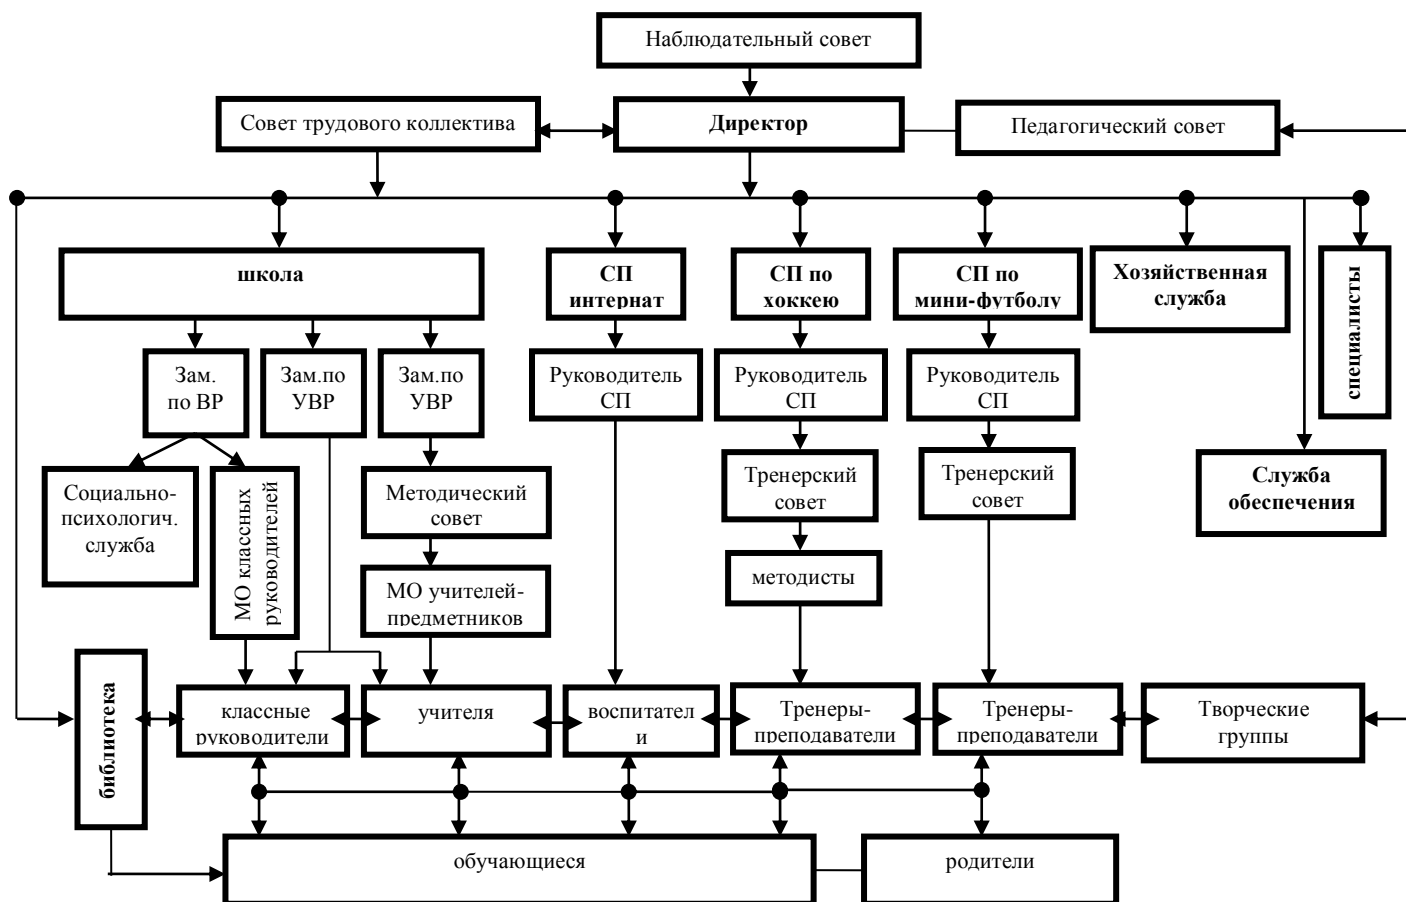 Наблюдательный совет
Совет трудового коллектива
Директор
Педагогический совет
школа
СП
интернат
СП по
хоккею
СП по
мини-футболу
Хозяйственная
служба
специалисты
Зам.
по ВР
Зам.по
УВР
Зам.по
УВР
Руководитель
СП
Руководитель
СП
Руководитель
СП
Социально-
психологич.
служба
МО классных
руководителей
Методический
совет
Тренерский
совет
Тренерский
совет
Служба
обеспечения
МО учителей-
предметников
методисты
библиотека
классные
руководители
учителя
воспитател
и
Тренеры-
преподаватели
Тренеры-
преподаватели
Творческие
группы
обучающиеся
родители